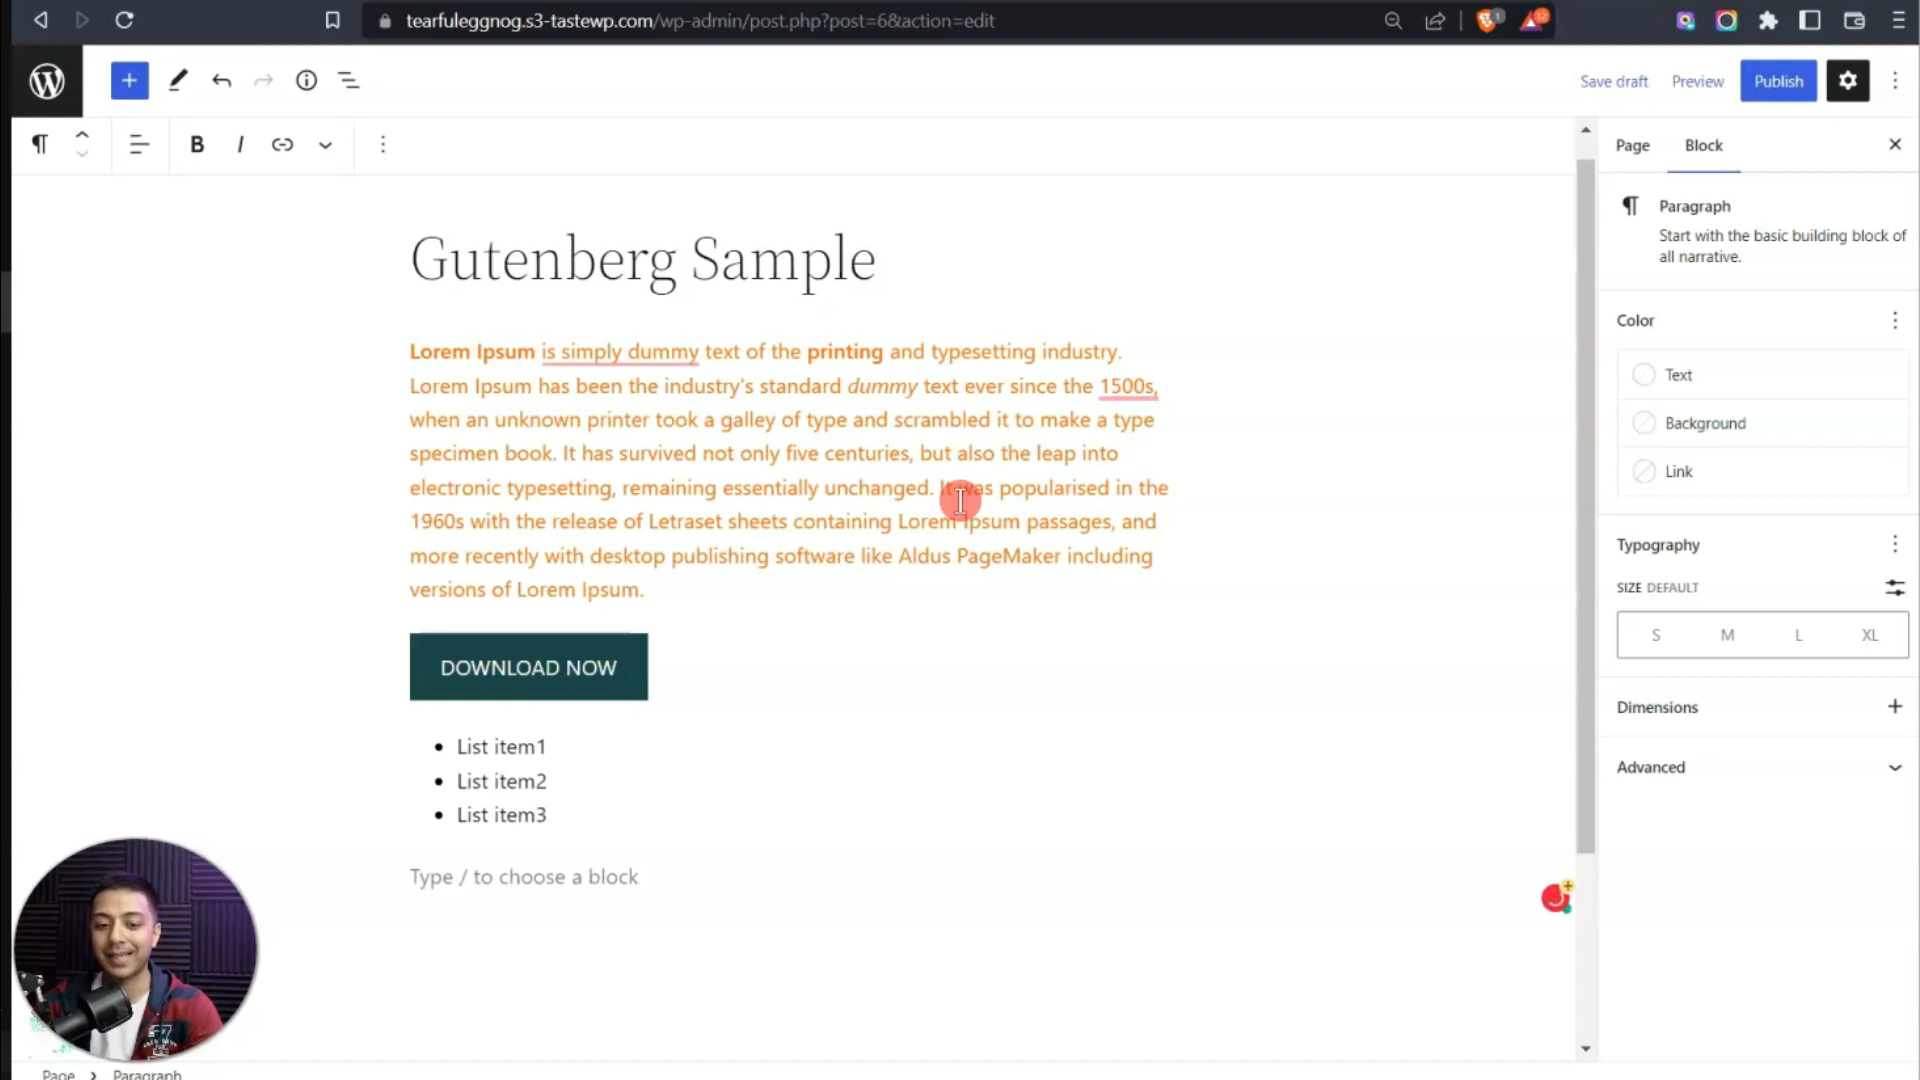 tearfuleggnog.s3-tastewp.com/wp-admin/post.php?post=6&action=edit
1
12
Save draft
Preview
Publish
B
I
Page
Block
Paragraph
Start with the basic building block of
all narrative.
Gutenberg Sample
Color
Lorem Ipsum is simply dummy text of the printing and typesetting industry.
Lorem Ipsum has been the industry's standard dummy text ever since the 1500s,
when an unknown printer took a galley of type and scrambled it to make a type
specimen book. It has survived not only five centuries, but also the leap into
electronic typesetting, remaining essentially unchanged. It was popularised in the
1960s with the release of Letraset sheets containing Lorem Ipsum passages, and
more recently with desktop publishing software like Aldus PageMaker including
versions of Lorem Ipsum.
Text
Background
Link
Typography
SIZE DEFAULT
S M L XL
DOWNLOAD NOW
Dimensions
Advanced
• List item1
• List item2
• List item3
Type / to choose a block
Page > Paragraph